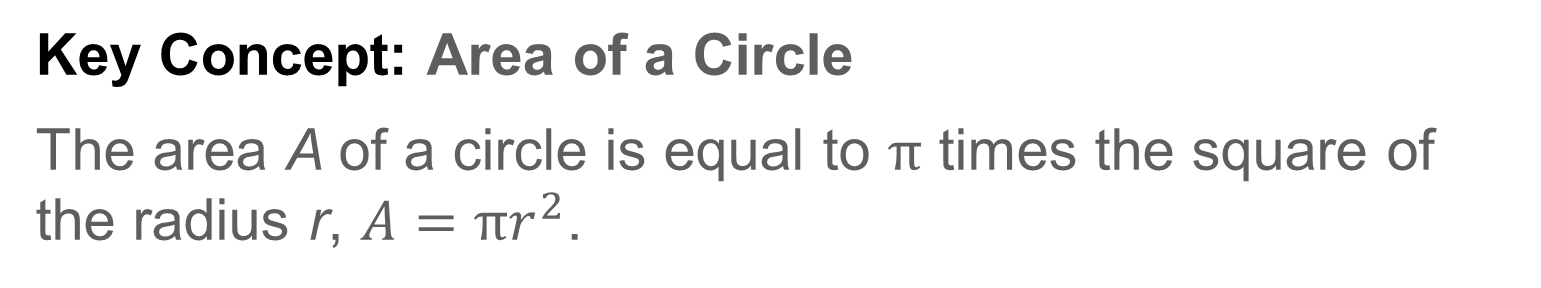 Key Concept: Area of a Circle
The area A of a circle is equal to π times the square of
the radius r, A = πr².